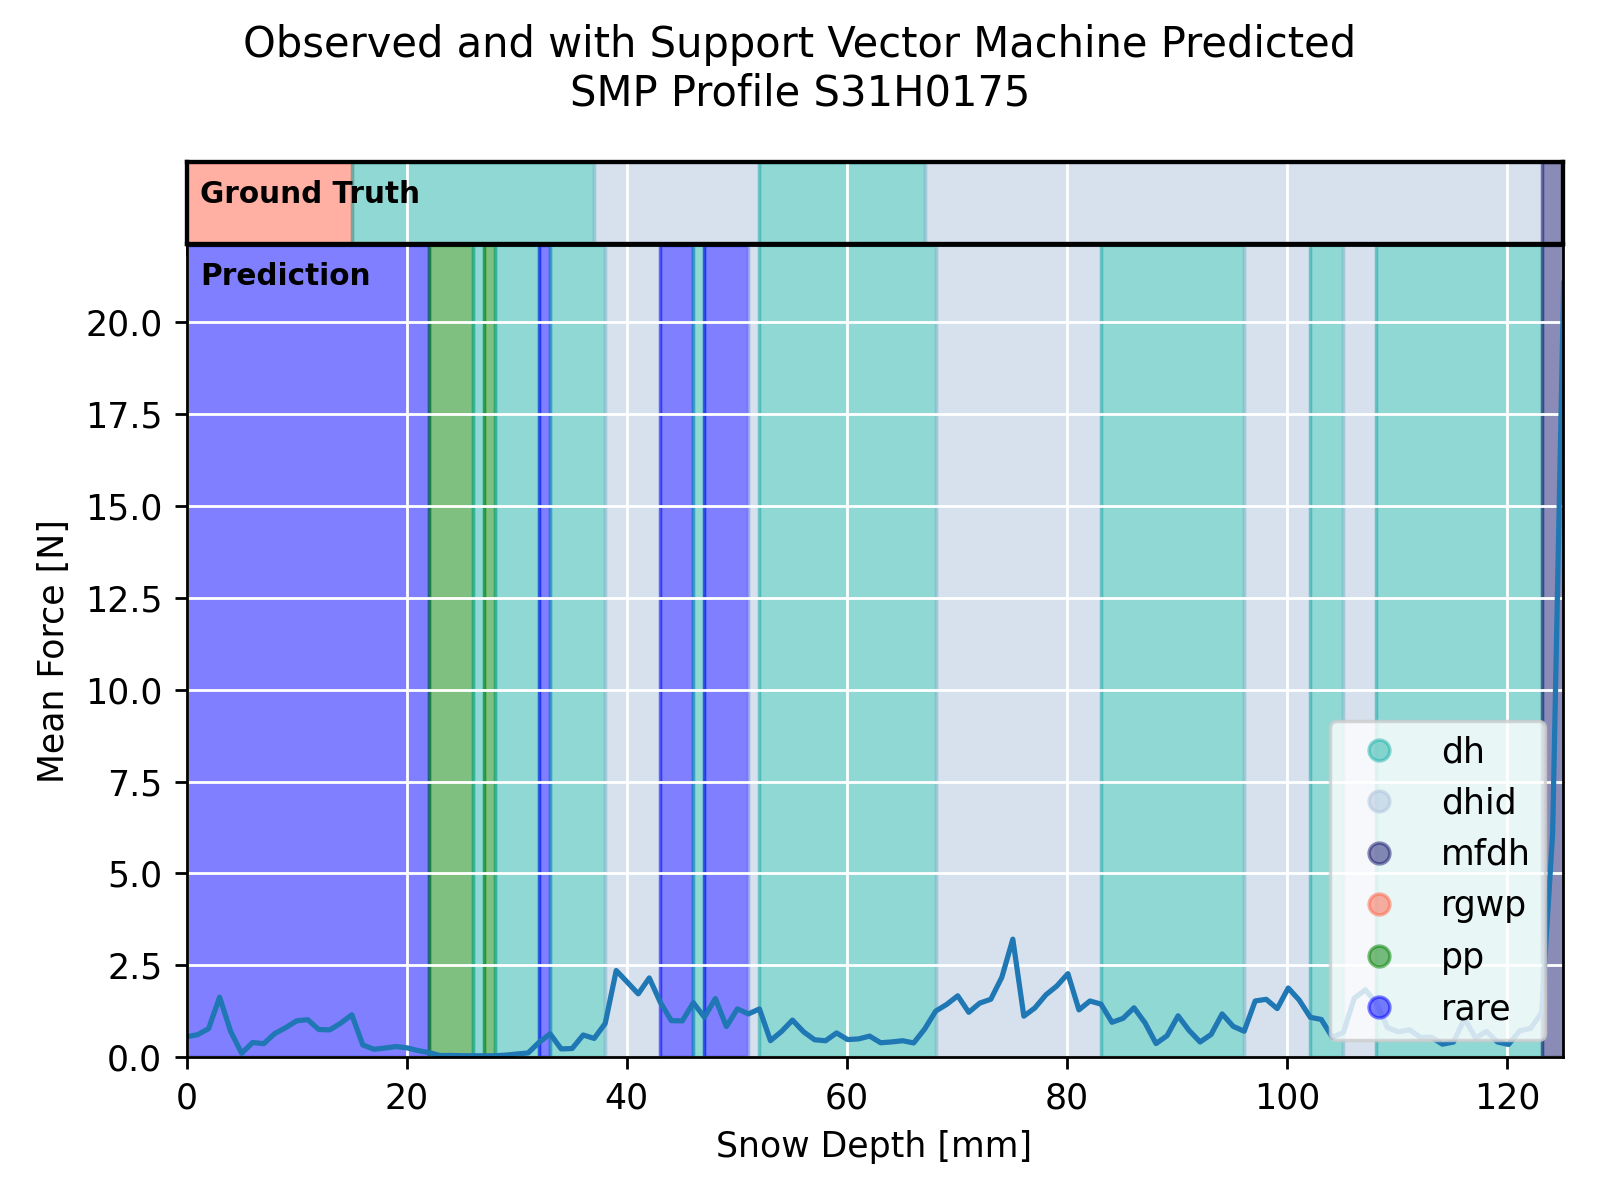 Observed and with Support Vector Machine Predicted
SMP Profile S31H0175
Ground Truth
Prediction
20.0
17.5
15.0
12.5
10.0
7.5
5.0
2.5
0.0
Mean Force [N]
dh
dhid
mfdh
rgwp
pp
rare
0 20 40 60 80 100 120
Snow Depth [mm]